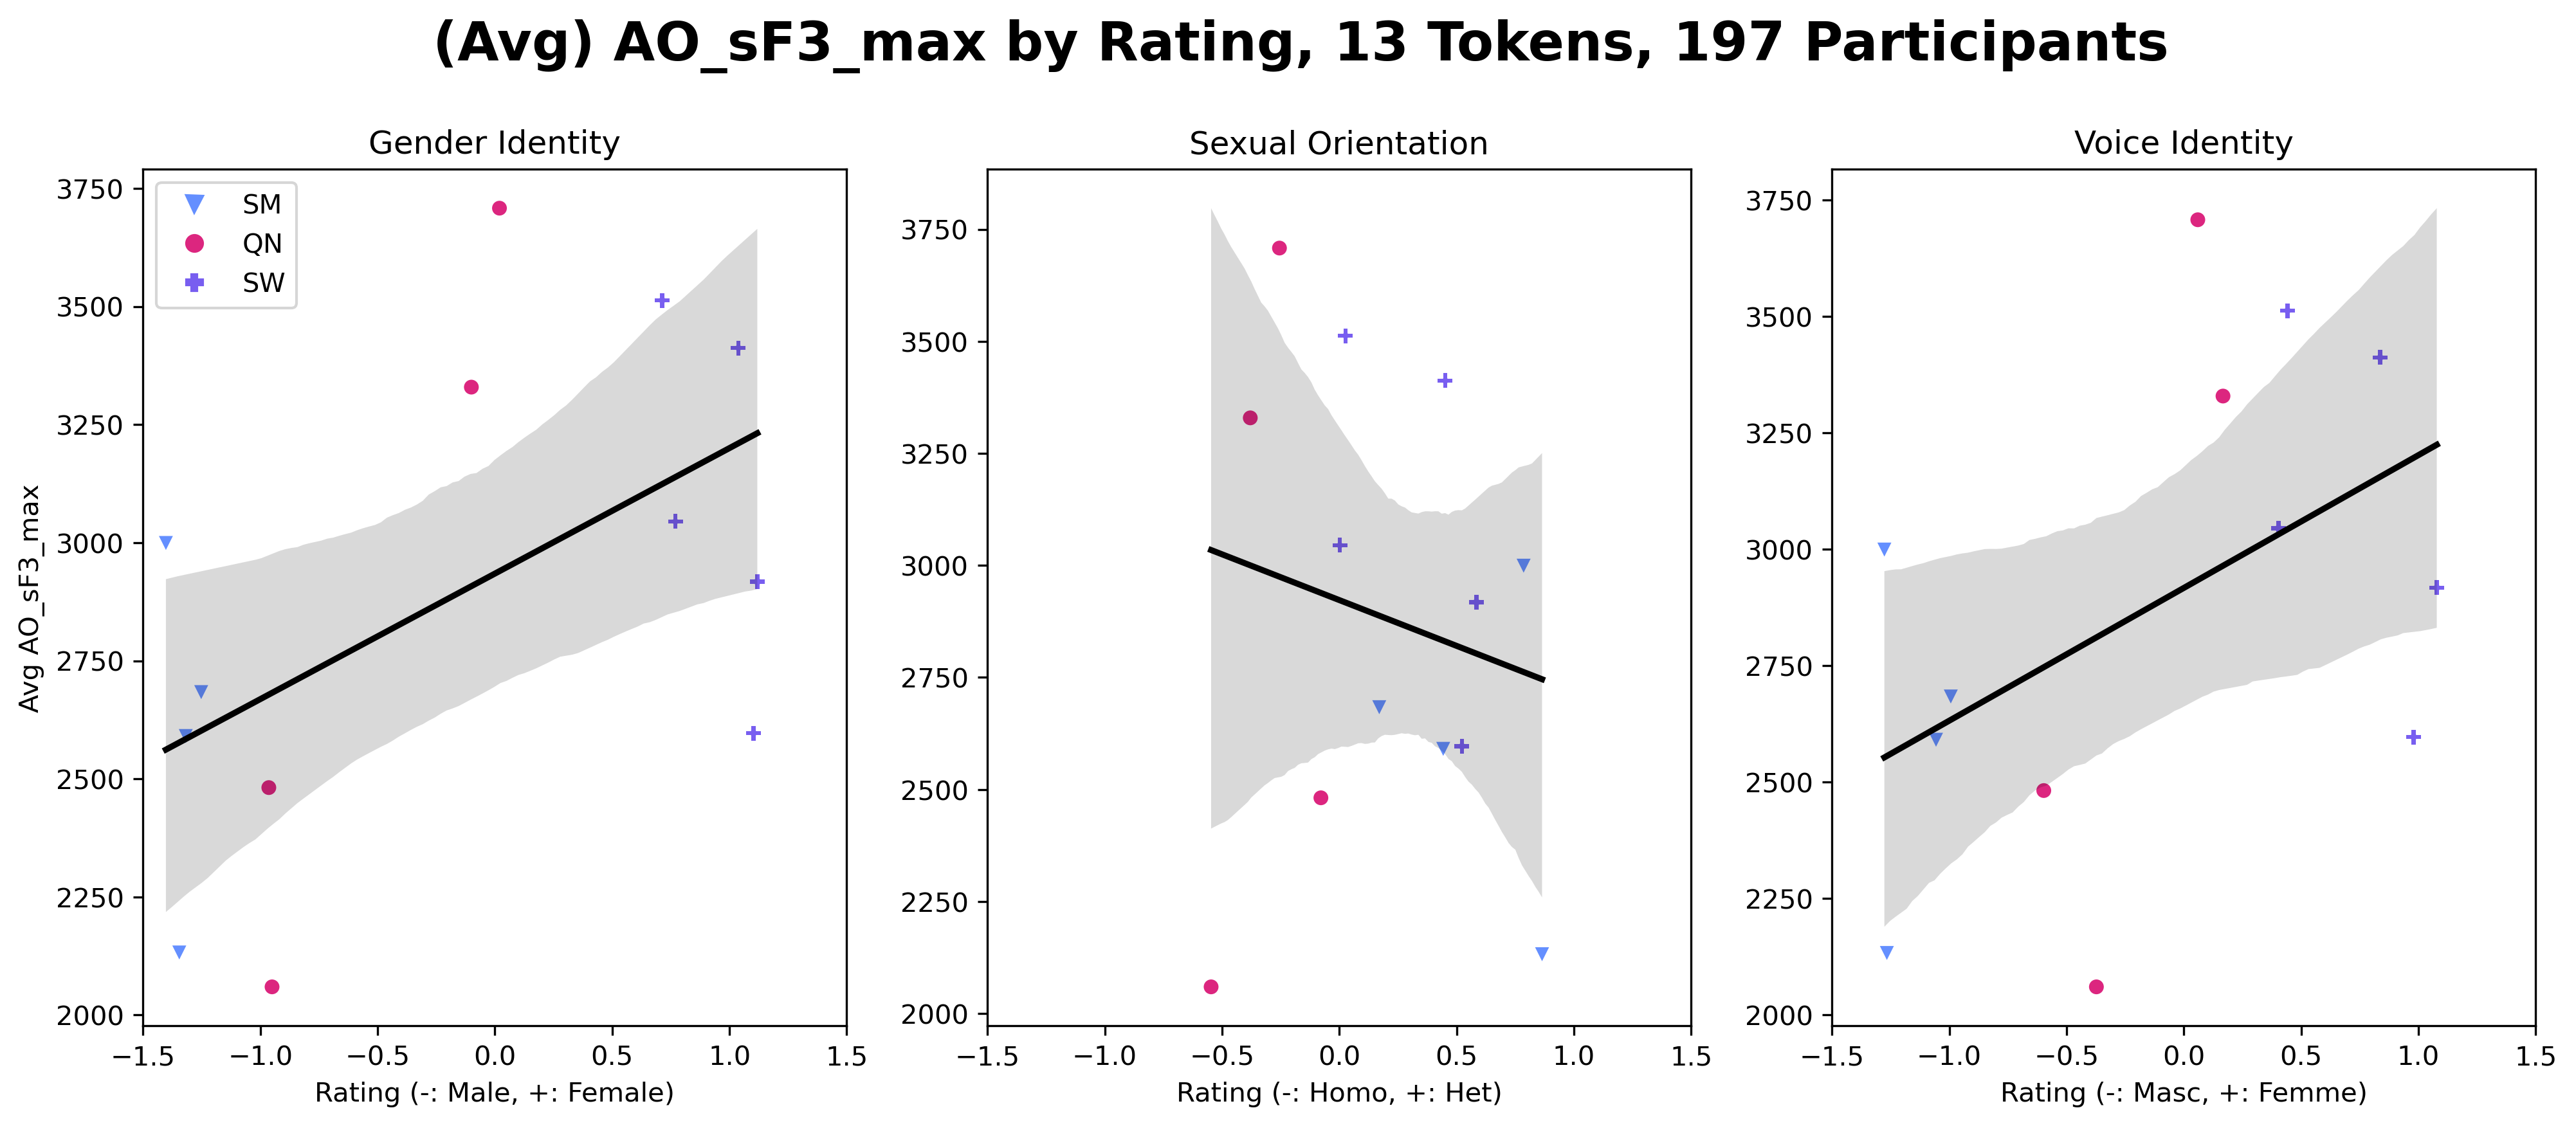 (Avg) AO_sF3_max by Rating, 13 Tokens, 197 Participants
Gender Identity
SM
QN
SW
3750
3500
3250
3000
2750
2500
2250
2000
Avg AO_sF3_max
−1.5 −1.0 −0.5 0.0 0.5 1.0 1.5
Rating (-: Male, +: Female)
Sexual Orientation
3750
3500
3250
3000
2750
2500
2250
2000
−1.5 −1.0 −0.5 0.0 0.5 1.0 1.5
Rating (-: Homo, +: Het)
Voice Identity
3750
3500
3250
3000
2750
2500
2250
2000
−1.5 −1.0 −0.5 0.0 0.5 1.0 1.5
Rating (-: Masc, +: Femme)